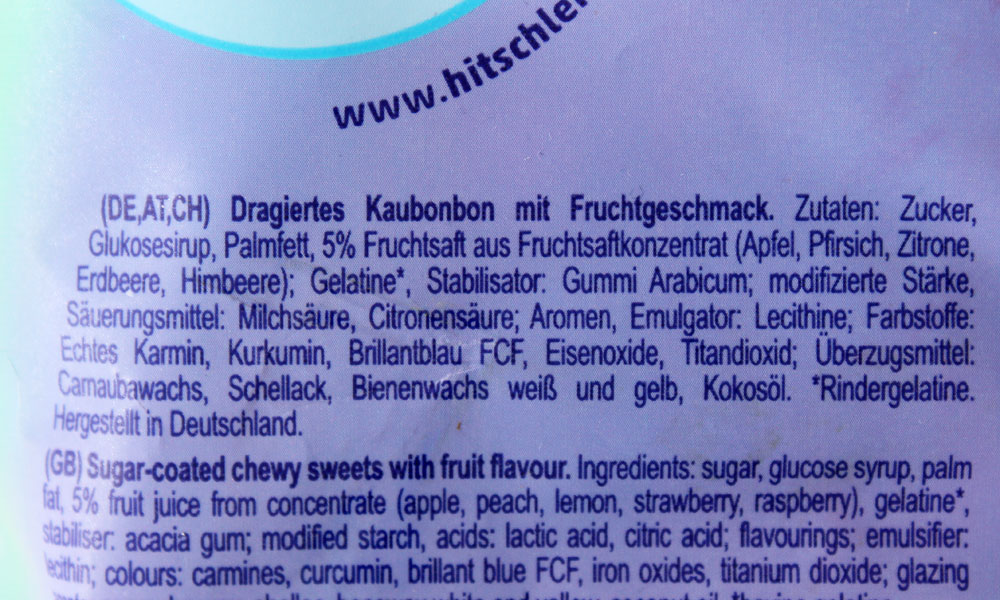 www.hitschler
(DE,AT,CH) Dragiertes Kaubonbon mit Fruchtgeschmack. Zutaten: Zucker,
Glukosesirup, Palmfett, 5% Fruchtsaft aus Fruchtsaftkonzentrat (Apfel, Pfirsich, Zitrone,
Erdbeere, Himbeere); Gelatine*, Stabilisator: Gummi Arabicum; modifizierte Stärke,
Säuerungsmittel: Milchsäure, Citronensäure; Aromen, Emulgator: Lecithine; Farbstoffe:
Echtes Karmin, Kurkumin, Brillantblau FCF, Eisenoxide, Titandioxid; Überzugsmittel:
Carnaubawachs, Schellack, Bienenwachs weiß und gelb, Kokosöl. *Rindergelatine.
Hergestellt in Deutschland.
(GB) Sugar-coated chewy sweets with fruit flavour. Ingredients: sugar, glucose syrup, palm
fat, 5% fruit juice from concentrate (apple, peach, lemon, strawberry, raspberry), gelatine*,
stabiliser: acacia gum; modified starch, acids: lactic acid, citric acid; flavourings; emulsifier:
lecithin; colours: carmines, curcumin, brillant blue FCF, iron oxides, titanium dioxide; glazing